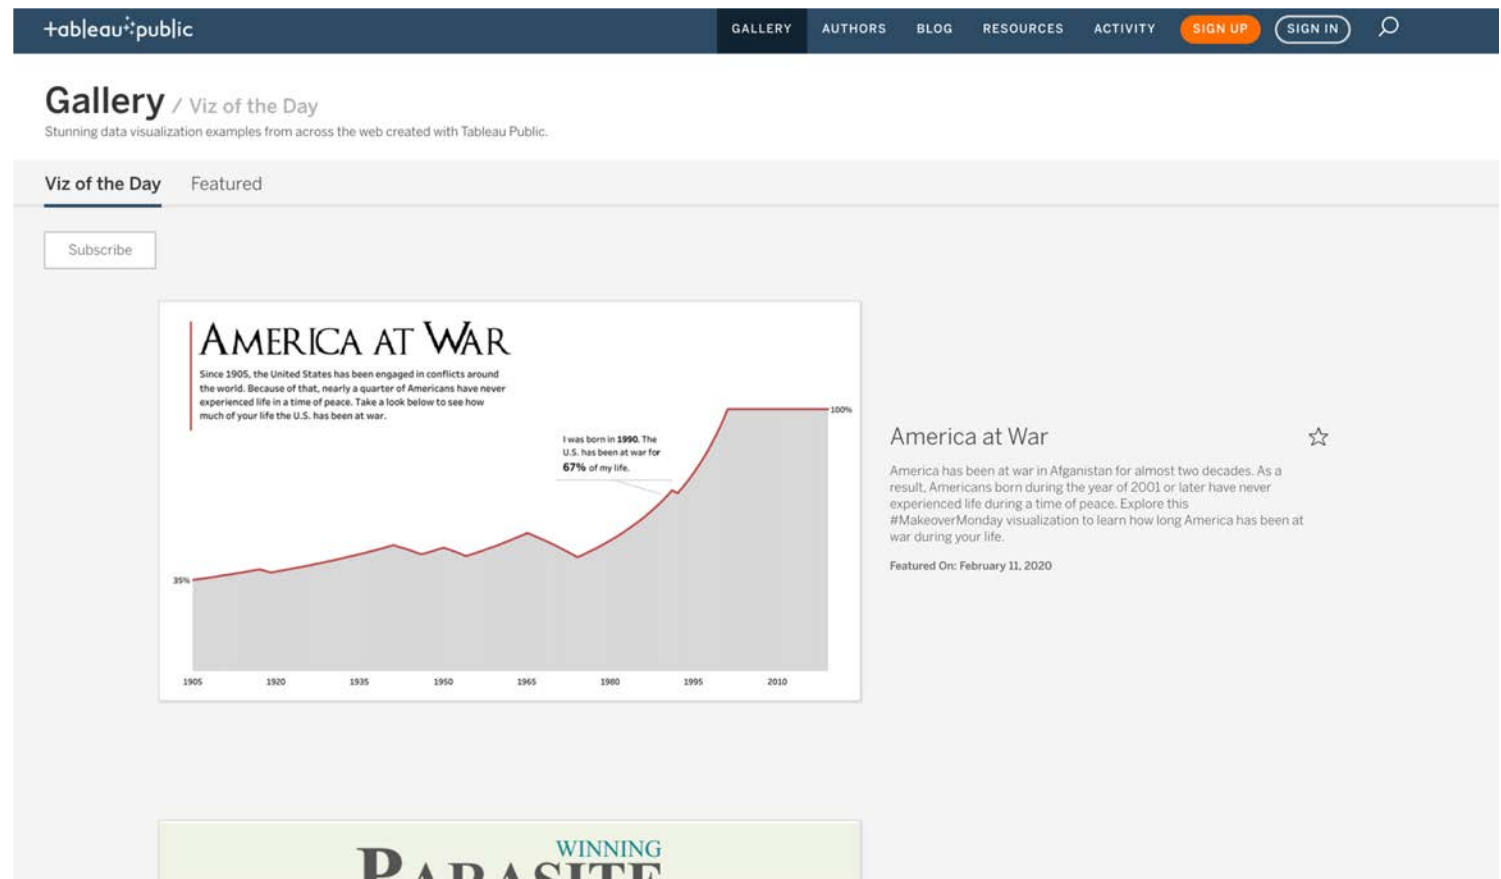 +ableau public
GALLERY AUTHORS BLOG RESOURCES ACTIVITY SIGN UP SIGN IN
Gallery / Viz of the Day
Stunning data visualization examples from across the web created with Tableau Public.
Viz of the Day Featured
Subscribe
AMERICA AT WAR
Since 1905, the United States has been engaged in conflicts around
the world. Because of that, nearly a quarter of Americans have never
experienced life in a time of peace. Take a look below to see how
much of your life the U.S. has been at war.
100%
I was born in 1990. The
U.S. has been at war for
67% of my life.
35%
1905 1920 1935 1950 1965 1980 1995 2010
America at War
America has been at war in Afganistan for almost two decades. As a
result, Americans born during the year of 2001 or later have never
experienced life during a time of peace. Explore this
#MakeoverMonday visualization to learn how long America has been at
war during your life.
Featured On: February 11, 2020
WINNING
PARASITE